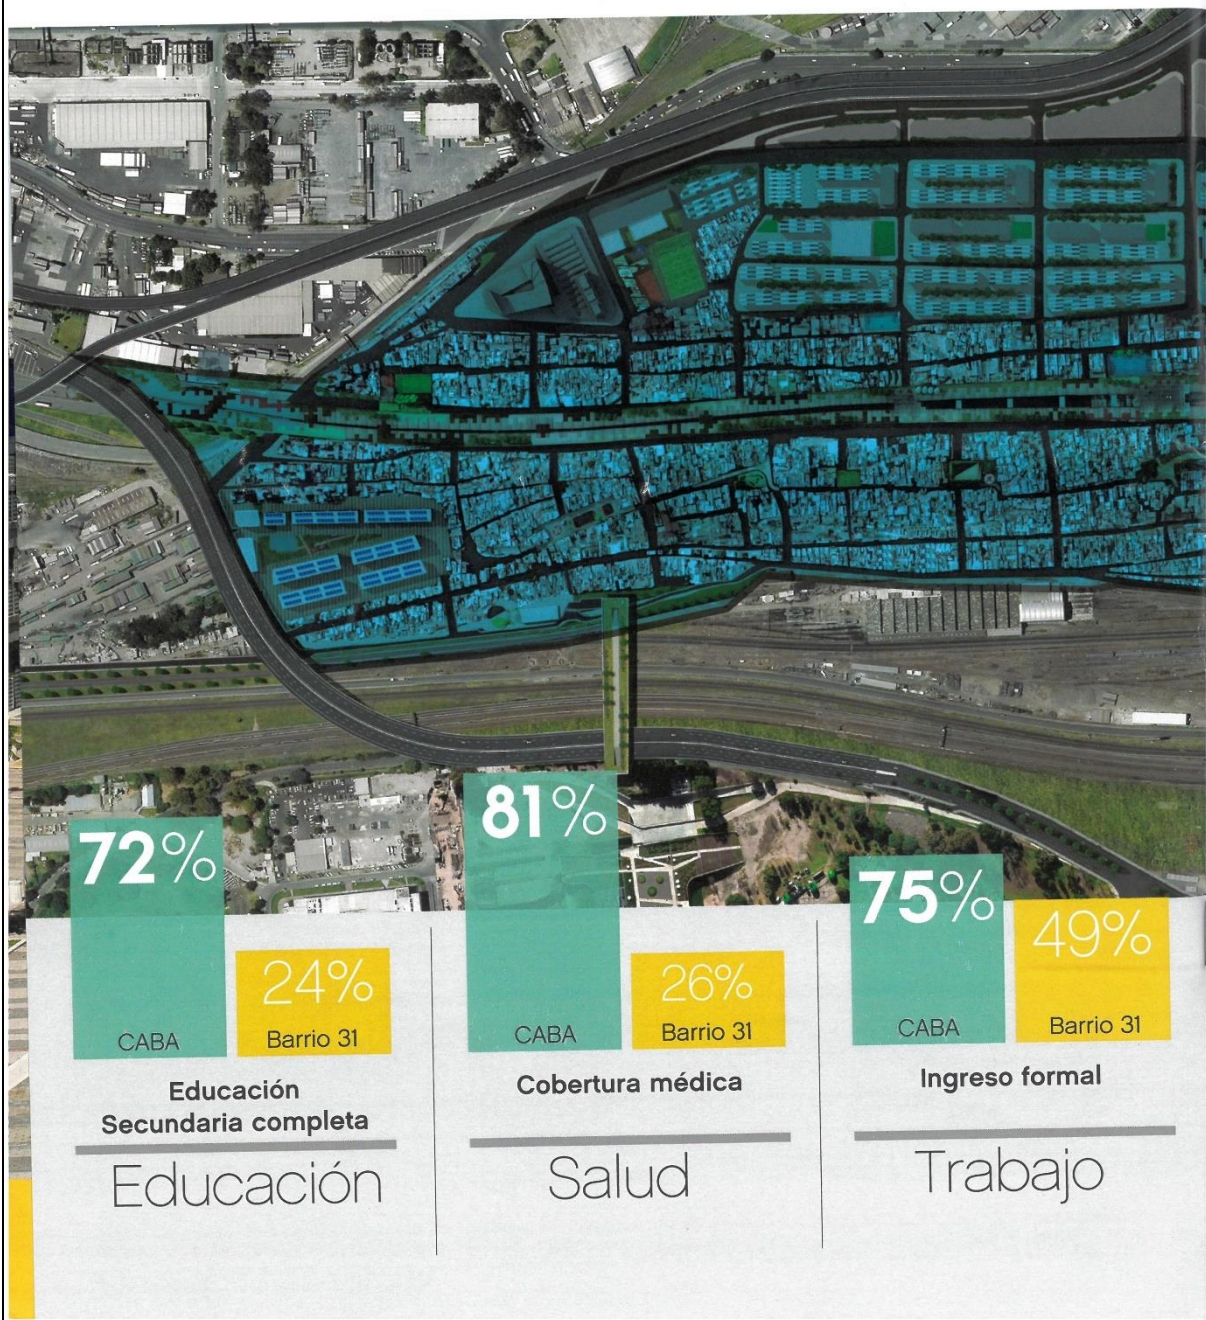 72%
CABA
24%
Barrio 31
Educación
Secundaria completa
Educación
81%
CABA
26%
Barrio 31
Cobertura médica
Salud
75%
CABA
49%
Barrio 31
Ingreso formal
Trabajo